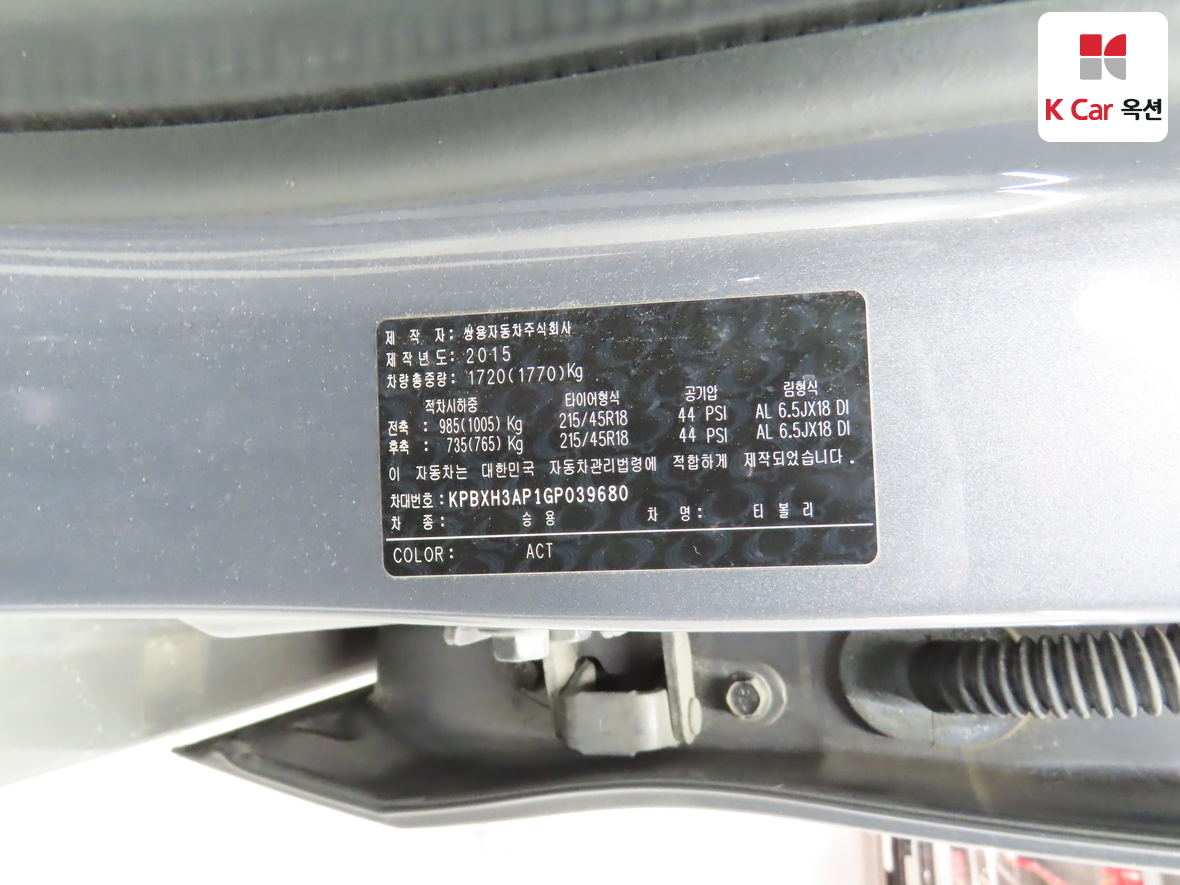 K Car 옥션
제 작 자: 쌍용자동차주식회사
제작년도: 2015
차량총중량: 1720(1770)Kg
적차시하중 타이어형식 공기압 림형식
전축 : 985(1005) Kg 215/45R18 44 PSI AL 6.5JX18 DI
후축 : 735(765) Kg 215/45R18 44 PSI AL 6.5JX18 DI
이 자동차는 대한민국 자동차관리법령에 적합하게 제작되었습니다.
차대번호: KPBXH3AP1GP039680
차 종: 승 용 차 명: 티 볼 리
COLOR: ACT